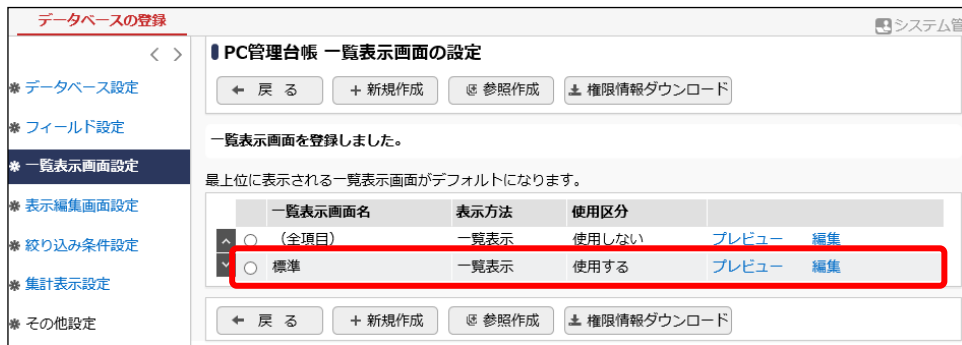 データベースの登録
システム管
< >
PC管理台帳 一覧表示画面の設定
戻 る
+ 新規作成
参照作成
権限情報ダウンロード
データベース設定
フィールド設定
一覧表示画面設定
表示編集画面設定
絞り込み条件設定
集計表示設定
その他設定
一覧表示画面を登録しました。
最上位に表示される一覧表示画面がデフォルトになります。
一覧表示画面名 表示方法 使用区分
(全項目) 一覧表示 使用しない プレビュー 編集
標準 一覧表示 使用する プレビュー 編集
戻 る
+ 新規作成
参照作成
権限情報ダウンロード